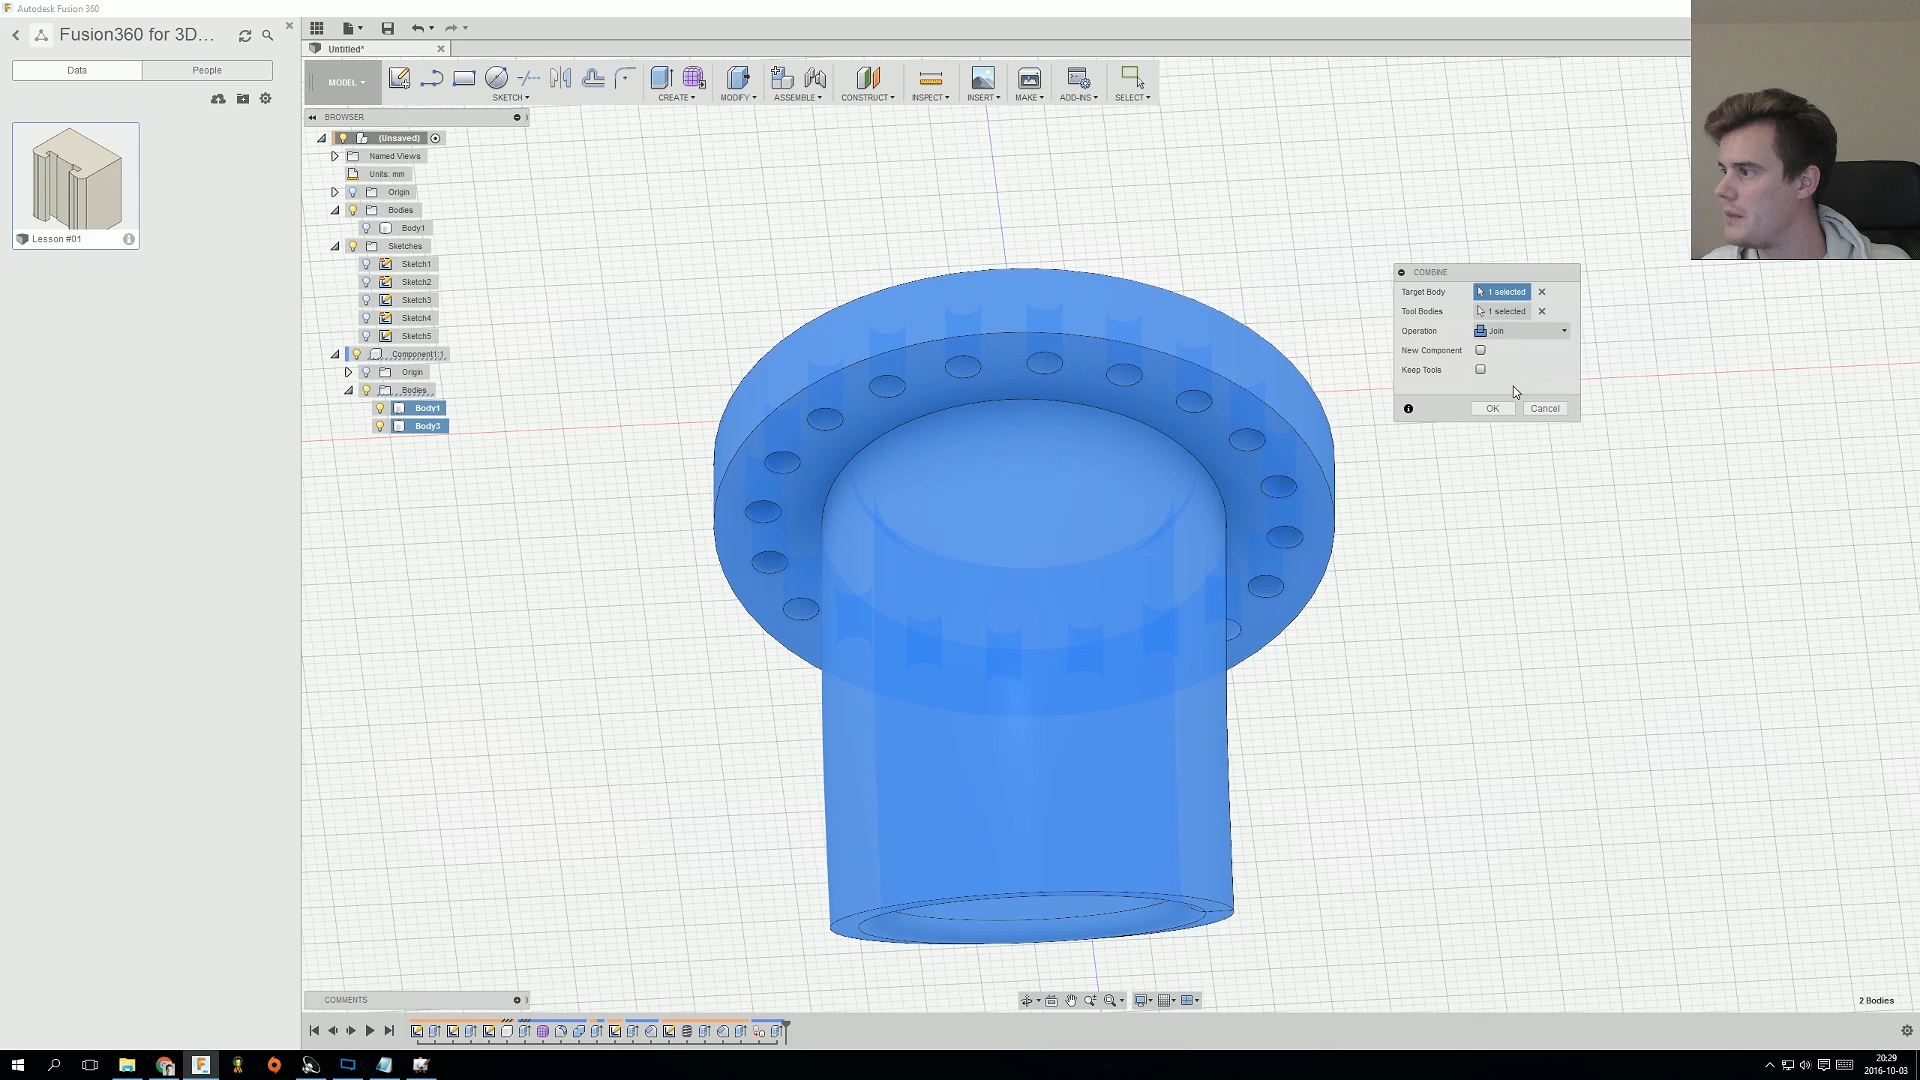 Autodesk Fusion 360
Fusion360 for 3D...
Data
People
Lesson #01
Untitled*
MODEL
SKETCH
CREATE
MODIFY
ASSEMBLE
CONSTRUCT
INSPECT
INSERT
MAKE
ADD-INS
SELECT
BROWSER
(Unsaved)
Named Views
Units: mm
Origin
Bodies
Body1
Sketches
Sketch1
Sketch2
Sketch3
Sketch4
Sketch5
Component1:1
Origin
Bodies
Body1
Body3
COMBINE
Target Body 1 selected
Tool Bodies 1 selected
Operation Join
New Component
Keep Tools
OK Cancel
COMMENTS
2 Bodies
20:29
2016-10-03